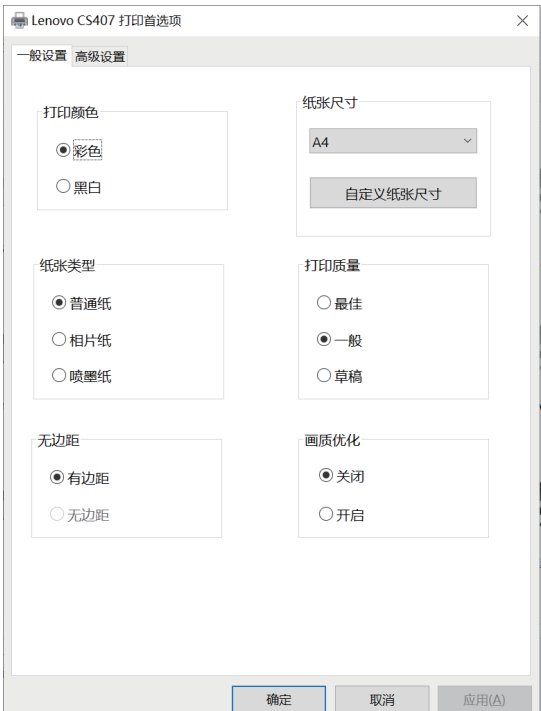 Lenovo CS407 打印首选项
一般设置 高级设置
打印颜色
彩色
黑白
纸张尺寸
A4
自定义纸张尺寸
纸张类型
普通纸
相片纸
喷墨纸
打印质量
最佳
一般
草稿
无边距
有边距
无边距
画质优化
关闭
开启
确定 取消 应用(A)